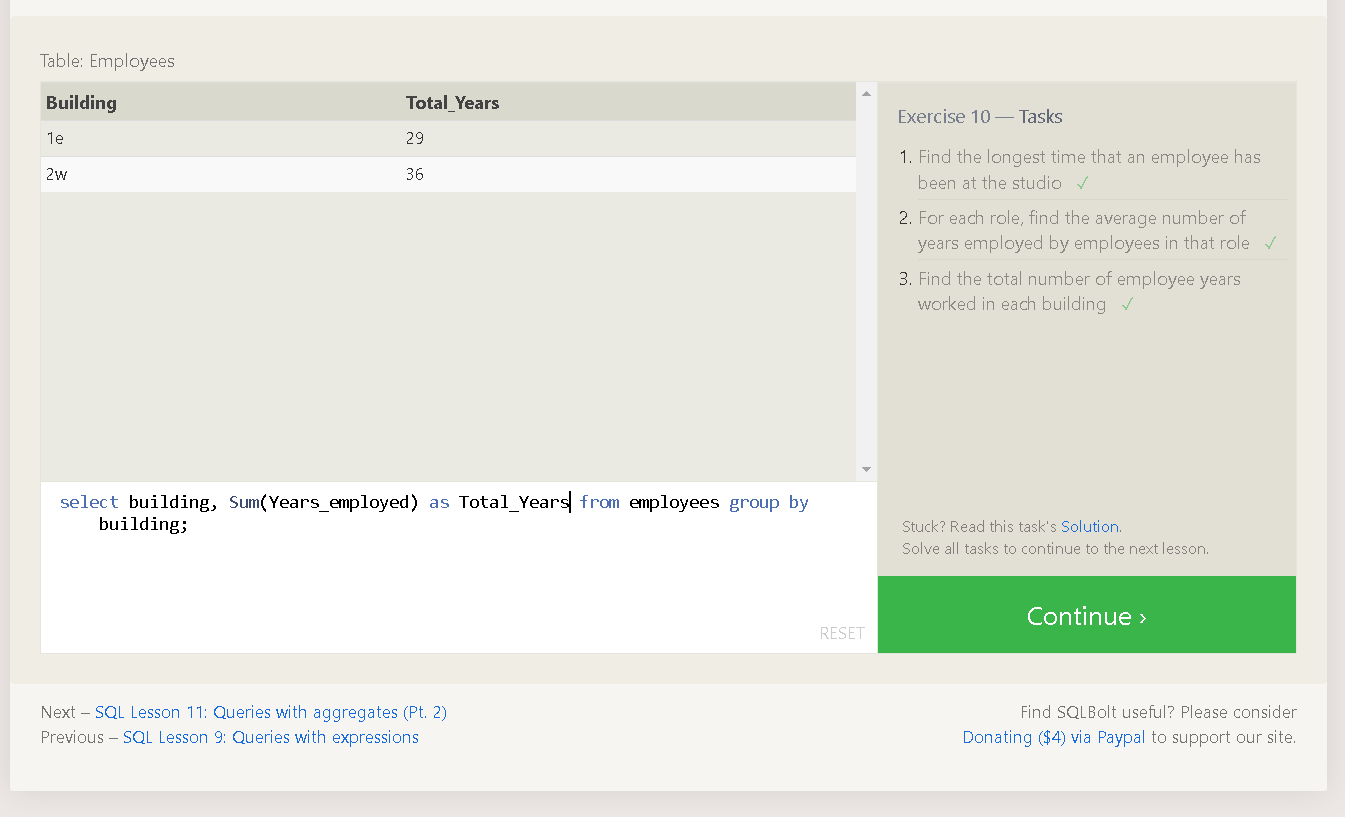 Table: Employees
Building Total_Years
1e 29
2w 36
select building, Sum(Years_employed) as Total_Years from employees group by
building;
RESET
Exercise 10 — Tasks
1. Find the longest time that an employee has
been at the studio ✓
2. For each role, find the average number of
years employed by employees in that role ✓
3. Find the total number of employee years
worked in each building ✓
Stuck? Read this task's Solution.
Solve all tasks to continue to the next lesson.
Continue ›
Next – SQL Lesson 11: Queries with aggregates (Pt. 2)
Previous – SQL Lesson 9: Queries with expressions
Find SQLBolt useful? Please consider
Donating ($4) via Paypal to support our site.